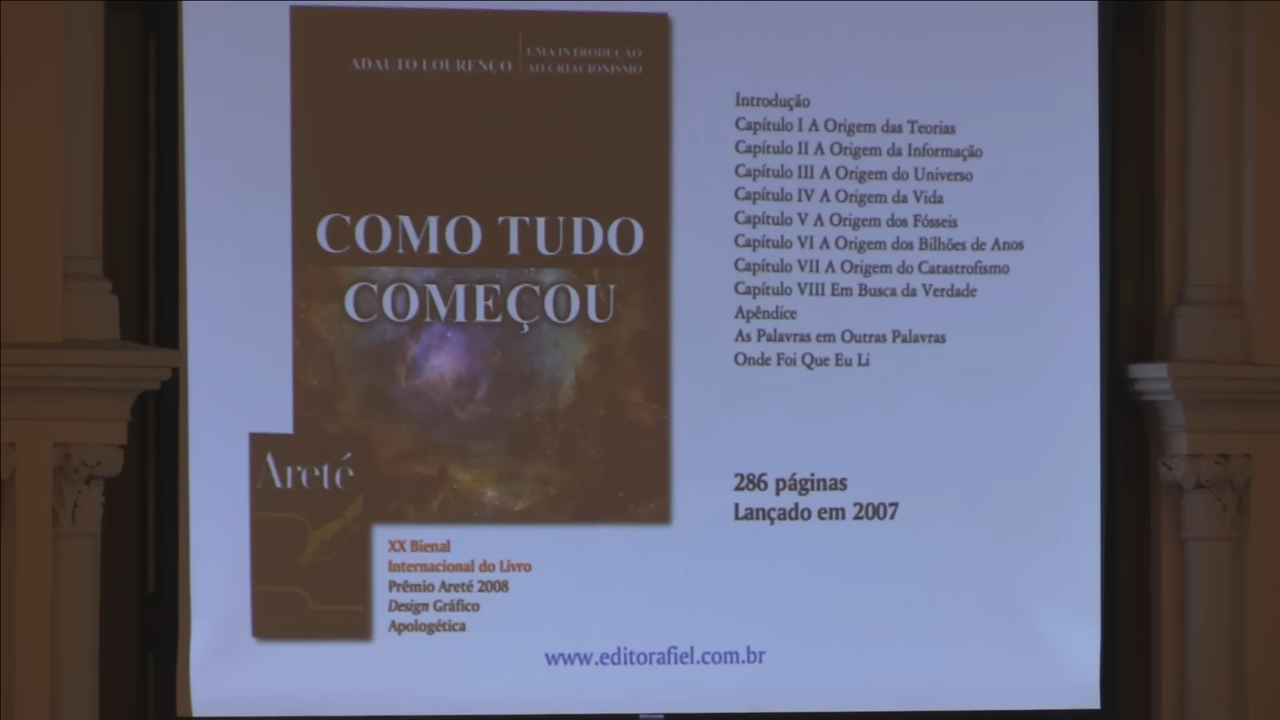 ADAUTO LOURENÇO
UMA INTRODUÇÃO
AO CRIACIONISMO
COMO TUDO
COMEÇOU
Areté
XX Bienal
Internacional do Livro
Prêmio Areté 2008
Design Gráfico
Apologética
Introdução
Capítulo I A Origem das Teorias
Capítulo II A Origem da Informação
Capítulo III A Origem do Universo
Capítulo IV A Origem da Vida
Capítulo V A Origem dos Fósseis
Capítulo VI A Origem dos Bilhões de Anos
Capítulo VII A Origem do Catastrofismo
Capítulo VIII Em Busca da Verdade
Apêndice
As Palavras em Outras Palavras
Onde Foi Que Eu Li
286 páginas
Lançado em 2007
www.editorafiel.com.br